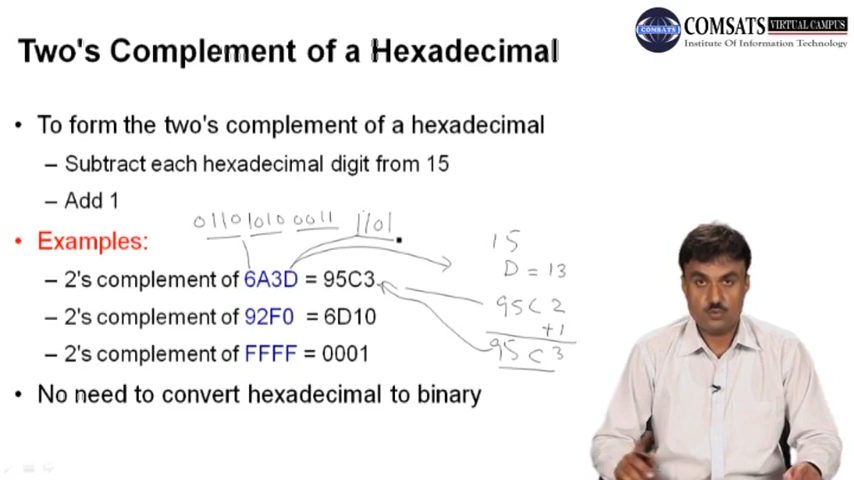 COMSATS VIRTUAL CAMPUS
COMSATS
Institute Of Information Technology
Two's Complement of a Hexadecimal
• To form the two's complement of a hexadecimal
– Subtract each hexadecimal digit from 15
– Add 1
0110 1010 0011 1101
• Examples:
15
– 2's complement of 6A3D = 95C3
D = 13
95C2
+1
95C3
– 2's complement of 92F0 = 6D10
– 2's complement of FFFF = 0001
• No need to convert hexadecimal to binary